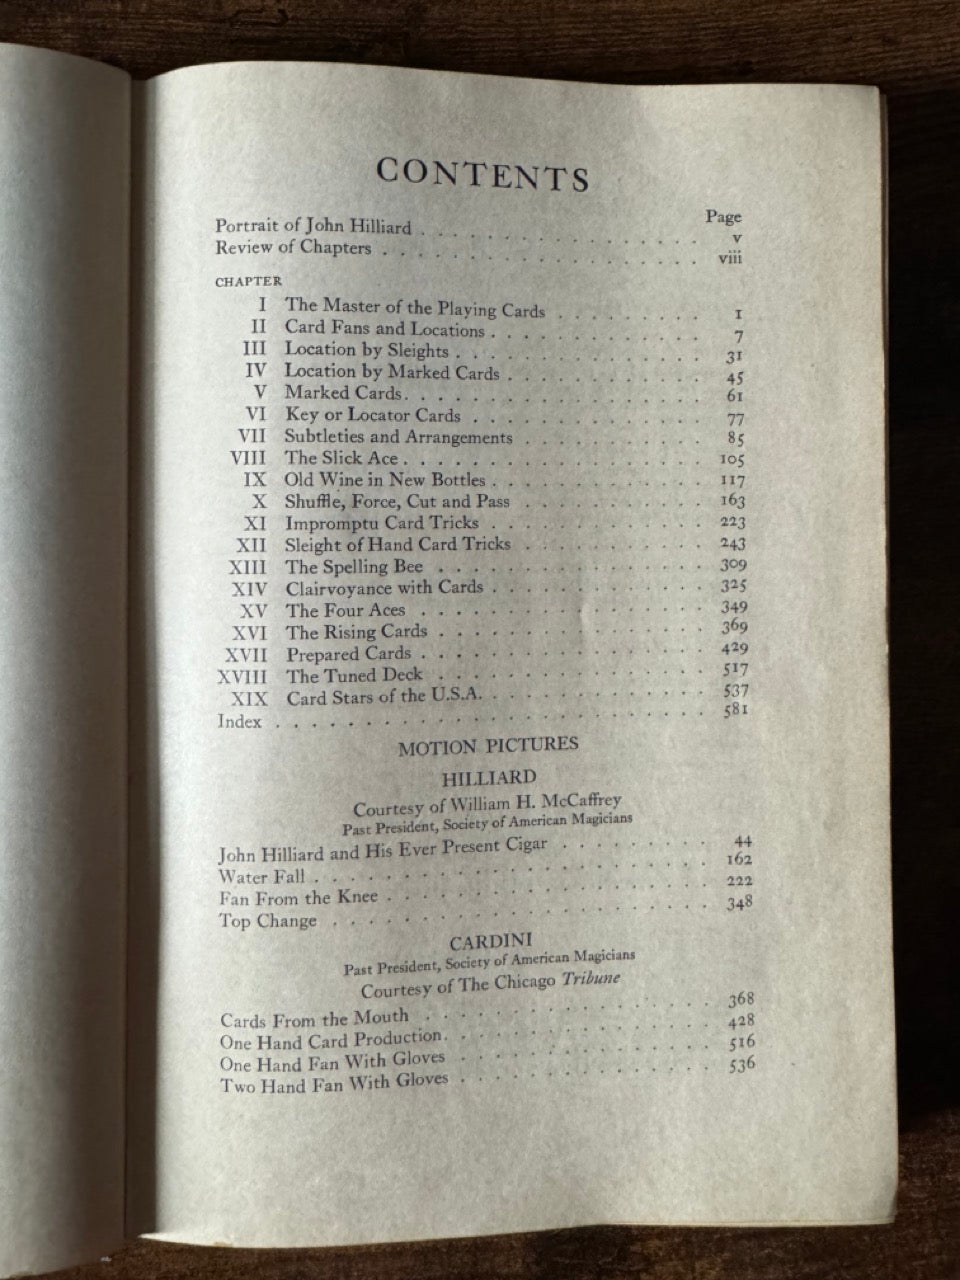 CONTENTS
Page
Portrait of John Hilliard . . . . . . . . . . . . . . . . v
Review of Chapters . . . . . . . . . . . . . . . . . . viii
CHAPTER
I The Master of the Playing Cards . . . . . . . . 1
II Card Fans and Locations . . . . . . . . . . . . 7
III Location by Sleights . . . . . . . . . . . . . . 31
IV Location by Marked Cards . . . . . . . . . . . 45
V Marked Cards . . . . . . . . . . . . . . . . . 61
VI Key or Locator Cards . . . . . . . . . . . . . 77
VII Subtleties and Arrangements . . . . . . . . . . 85
VIII The Slick Ace . . . . . . . . . . . . . . . . . 105
IX Old Wine in New Bottles . . . . . . . . . . . . 117
X Shuffle, Force, Cut and Pass . . . . . . . . . . 163
XI Impromptu Card Tricks . . . . . . . . . . . . 223
XII Sleight of Hand Card Tricks . . . . . . . . . . 243
XIII The Spelling Bee . . . . . . . . . . . . . . . 309
XIV Clairvoyance with Cards . . . . . . . . . . . . 325
XV The Four Aces . . . . . . . . . . . . . . . . 349
XVI The Rising Cards . . . . . . . . . . . . . . . 369
XVII Prepared Cards . . . . . . . . . . . . . . . . 429
XVIII The Tuned Deck . . . . . . . . . . . . . . . 517
XIX Card Stars of the U.S.A. . . . . . . . . . . . . 537
Index . . . . . . . . . . . . . . . . . . . . . . . 581
MOTION PICTURES
HILLIARD
Courtesy of William H. McCaffrey
Past President, Society of American Magicians
John Hilliard and His Ever Present Cigar . . . . . . . . 44
Water Fall . . . . . . . . . . . . . . . . . . . . . 162
Fan From the Knee . . . . . . . . . . . . . . . . . 222
Top Change . . . . . . . . . . . . . . . . . . . . 348
CARDINI
Past President, Society of American Magicians
Courtesy of The Chicago Tribune
Cards From the Mouth . . . . . . . . . . . . . . . 368
One Hand Card Production . . . . . . . . . . . . . . 428
One Hand Fan With Gloves . . . . . . . . . . . . . 516
Two Hand Fan With Gloves . . . . . . . . . . . . . 536